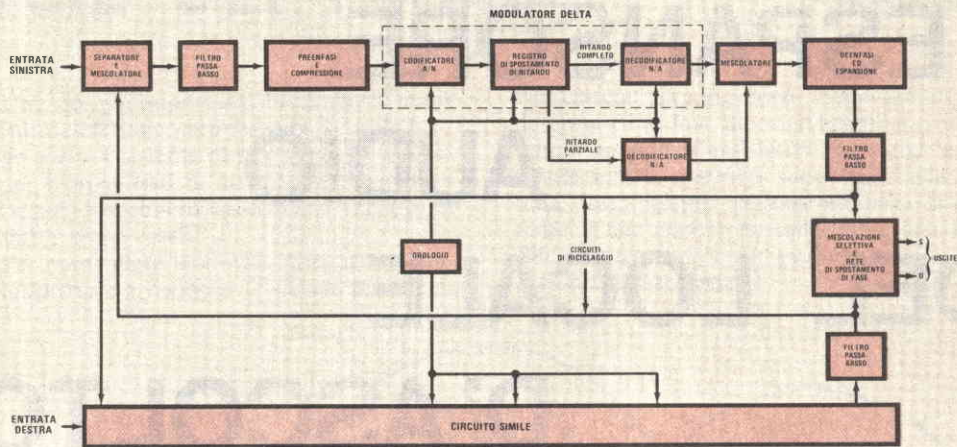 MODULATORE DELTA
ENTRATA
SINISTRA
SEPARATORE
E
MESCOLATORE
FILTRO
PASSA
BASSO
PREENFASI
E
COMPRESSIONE
CODIFICATORE
A/N
REGISTRO
DI SPOSTAMENTO
DI RITARDO
RITARDO
COMPLETO
DECODIFICATORE
N/A
MESCOLATORE
DEENFASI
ED
ESPANSIONE
RITARDO
PARZIALE
DECODIFICATORE
N/A
FILTRO
PASSA
BASSO
OROLOGIO
CIRCUITI
DI RICICLAGGIO
MESCOLAZIONE
SELETTIVA
E
RETE
DI SPOSTAMENTO
DI FASE
S
D
USCITE
FILTRO
PASSA
BASSO
ENTRATA
DESTRA
CIRCUITO SIMILE